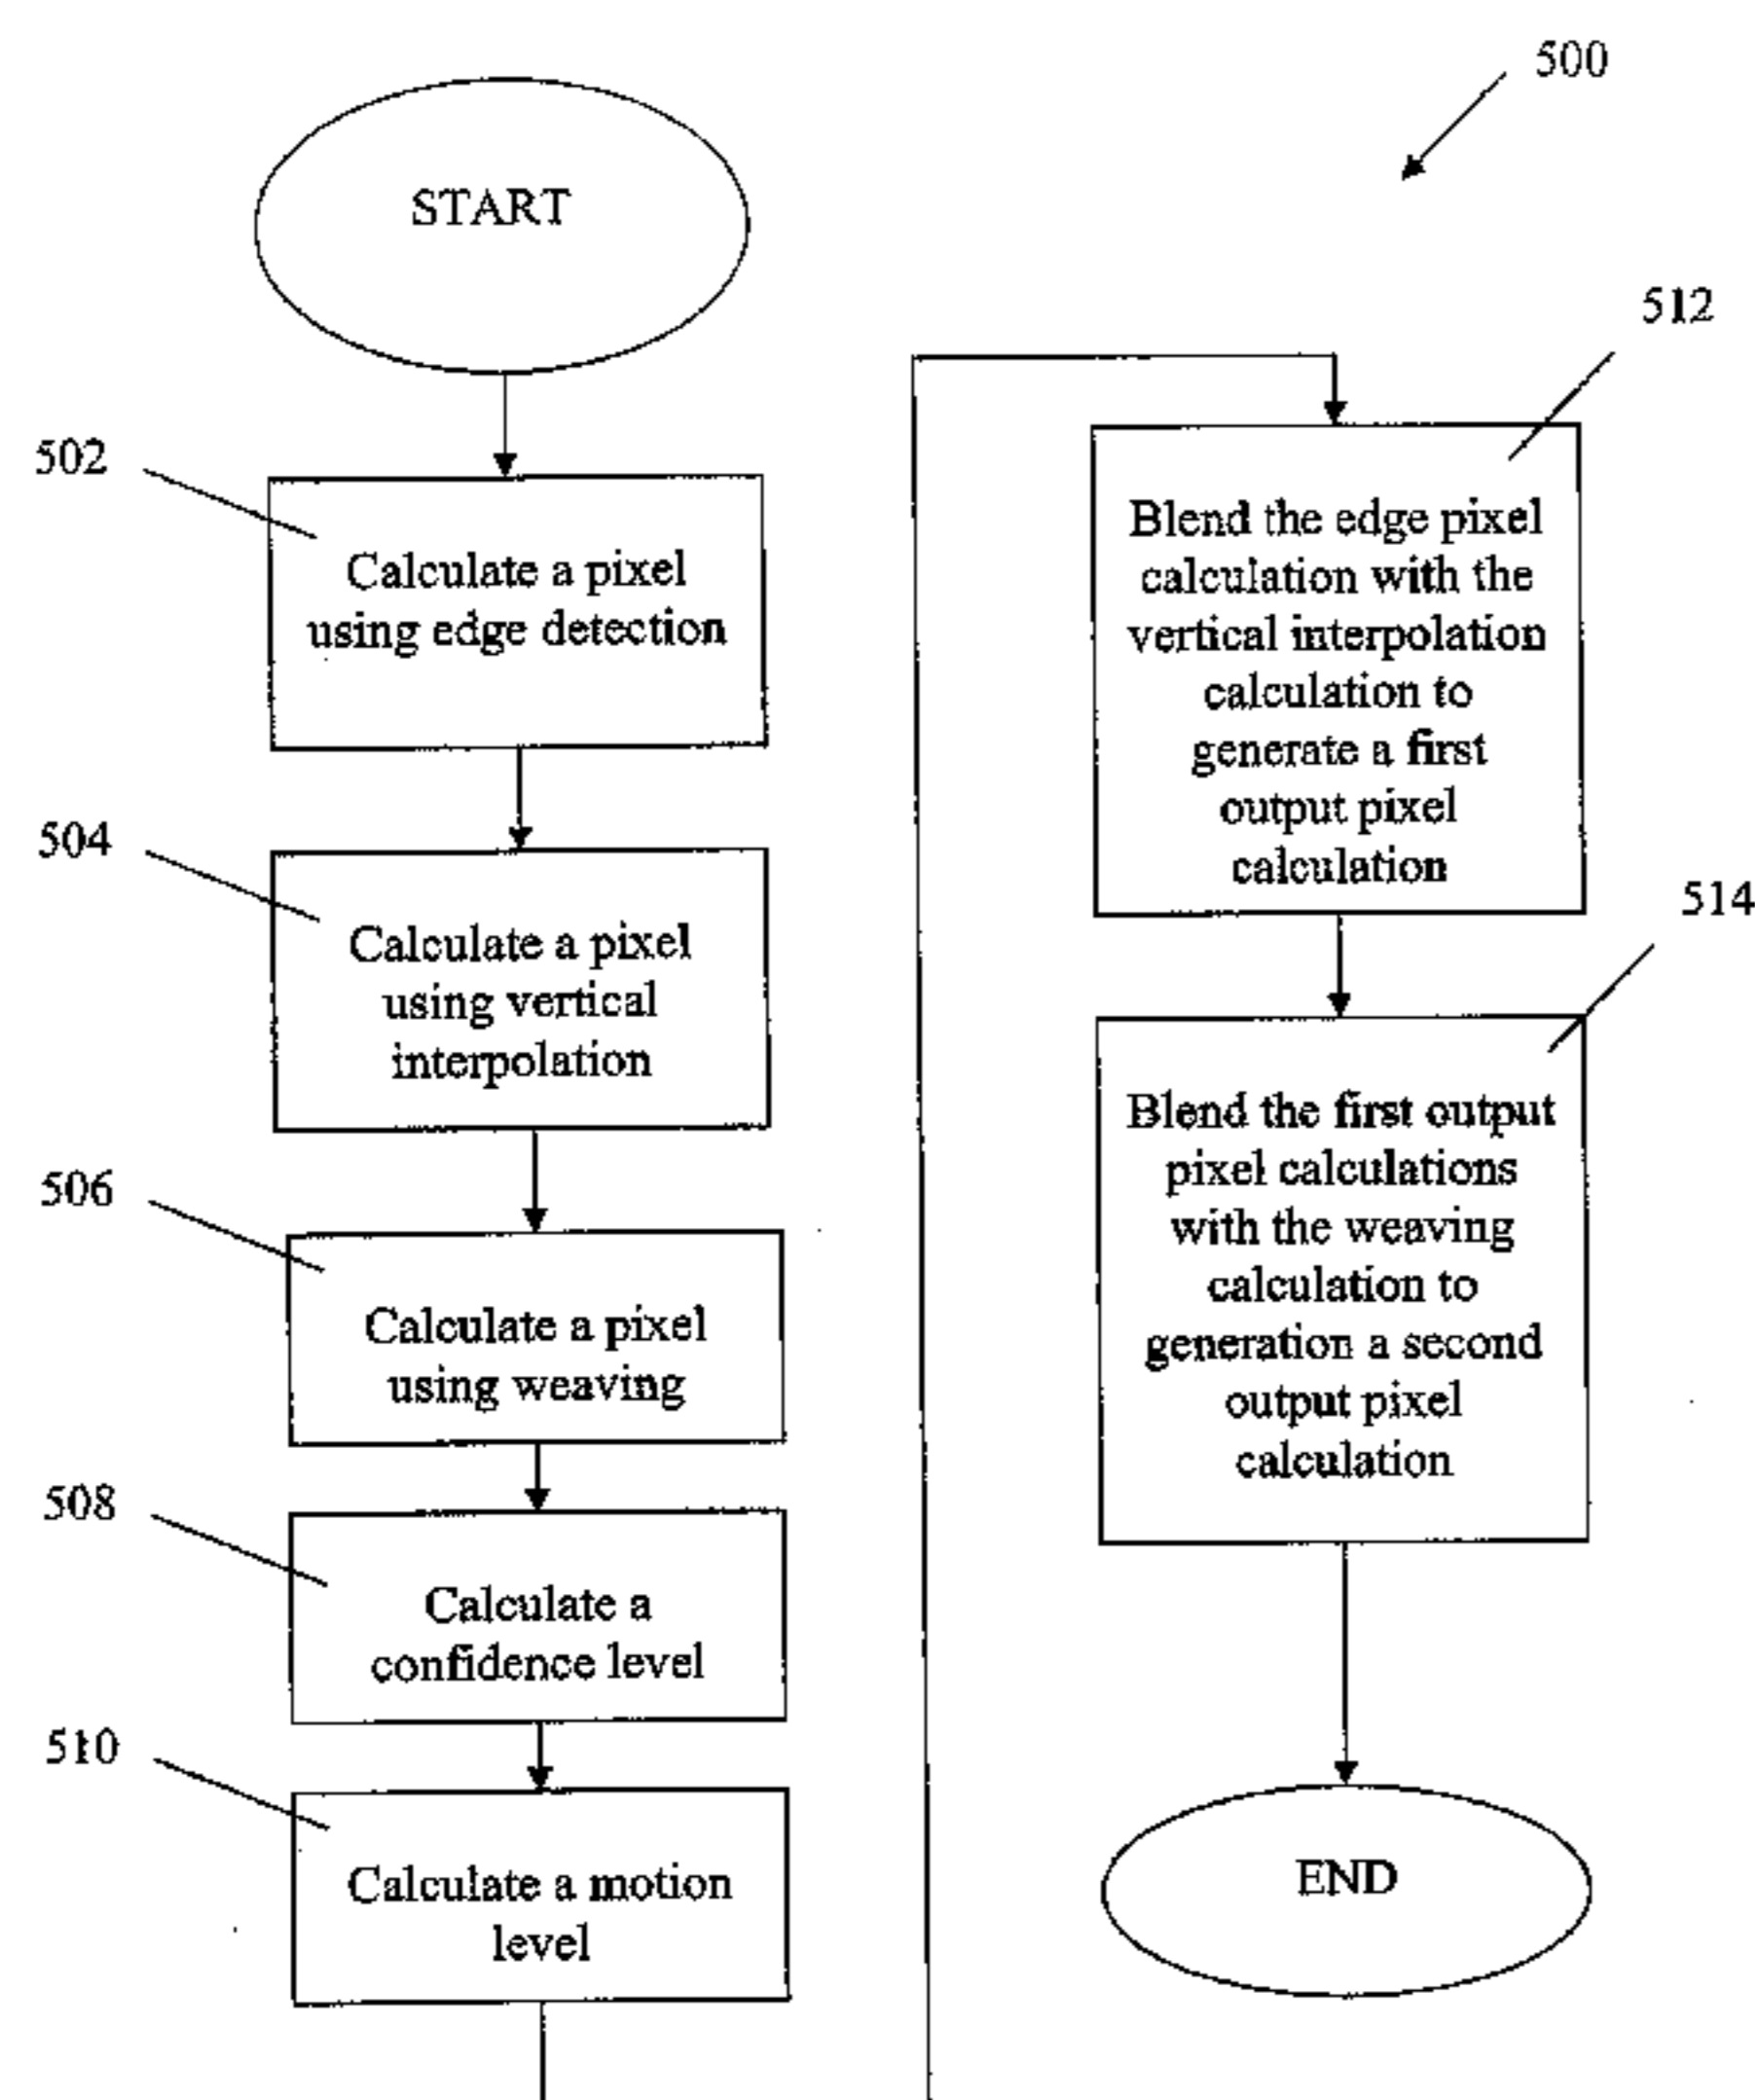 500
START
502
Calculate a pixel
using edge detection
504
Calculate a pixel
using vertical
interpolation
506
Calculate a pixel
using weaving
508
Calculate a
confidence level
510
Calculate a motion
level
512
Blend the edge pixel
calculation with the
vertical interpolation
calculation to
generate a first
output pixel
calculation
514
Blend the first output
pixel calculations
with the weaving
calculation to
generation a second
output pixel
calculation
END